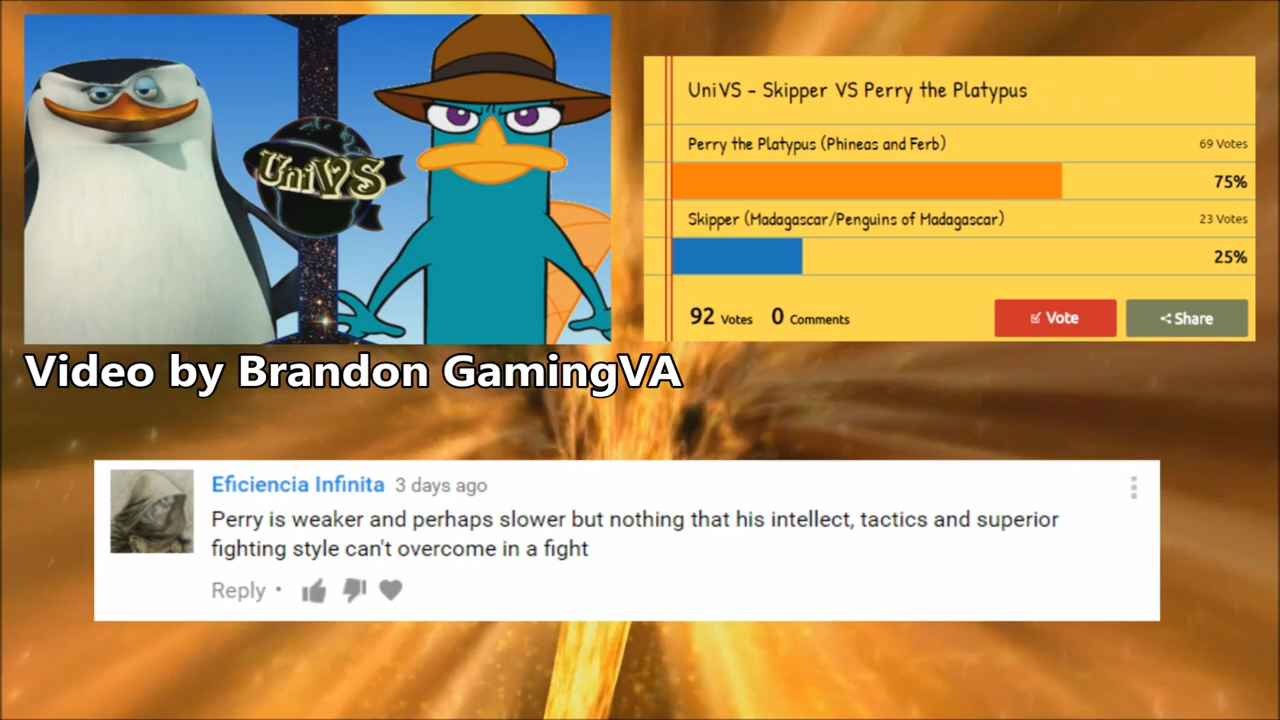 UniVS
UniVS - Skipper VS Perry the Platypus
Perry the Platypus (Phineas and Ferb)
69 Votes
75%
Skipper (Madagascar/Penguins of Madagascar)
23 Votes
25%
92 Votes 0 Comments
Vote
Share
Video by Brandon GamingVA
Eficiencia Infinita 3 days ago
Perry is weaker and perhaps slower but nothing that his intellect, tactics and superior
fighting style can't overcome in a fight
Reply •